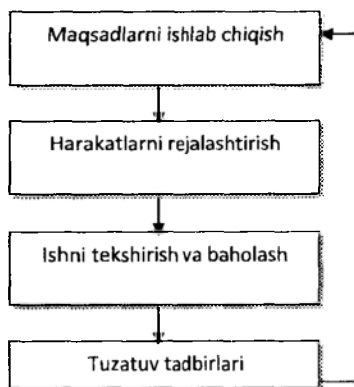 Maqsadlarni ishlab chiqish
Harakatlarni rejalashtirish
Ishni tekshirish va baholash
Tuzatuv tadbirlari